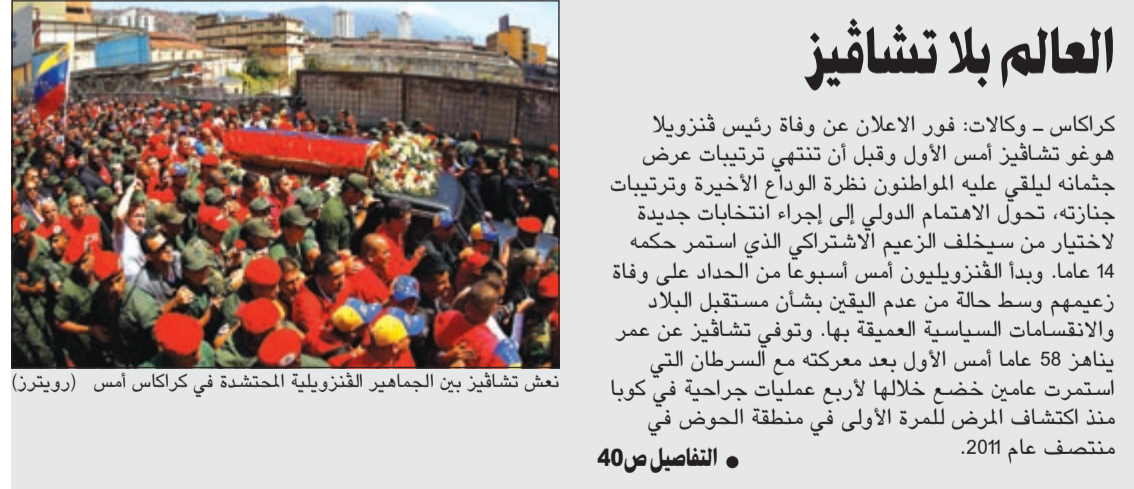 العالم بلا تشاڤيز
كراكاس ـ وكالات: فور الاعلان عن وفاة رئيس ڤنزويلا
هوغو تشاڤيز أمس الأول وقبل أن تنتهي ترتيبات عرض
جثمانه ليلقي عليه المواطنون نظرة الوداع الأخيرة وترتيبات
جنازته، تحول الاهتمام الدولي إلى إجراء انتخابات جديدة
لاختيار من سيخلف الزعيم الاشتراكي الذي استمر حكمه
14 عاما. وبدأ الڤنزويليون أمس أسبوعا من الحداد على وفاة
زعيمهم وسط حالة من عدم اليقين بشأن مستقبل البلاد
والانقسامات السياسية العميقة بها. وتوفي تشاڤيز عن عمر
يناهز 58 عاما أمس الأول بعد معركته مع السرطان التي
استمرت عامين خضع خلالها لأربع عمليات جراحية في كوبا
منذ اكتشاف المرض للمرة الأولى في منطقة الحوض في
منتصف عام 2011.
● التفاصيل ص40
نعش تشاڤيز بين الجماهير الڤنزويلية المحتشدة في كراكاس أمس (رويترز)